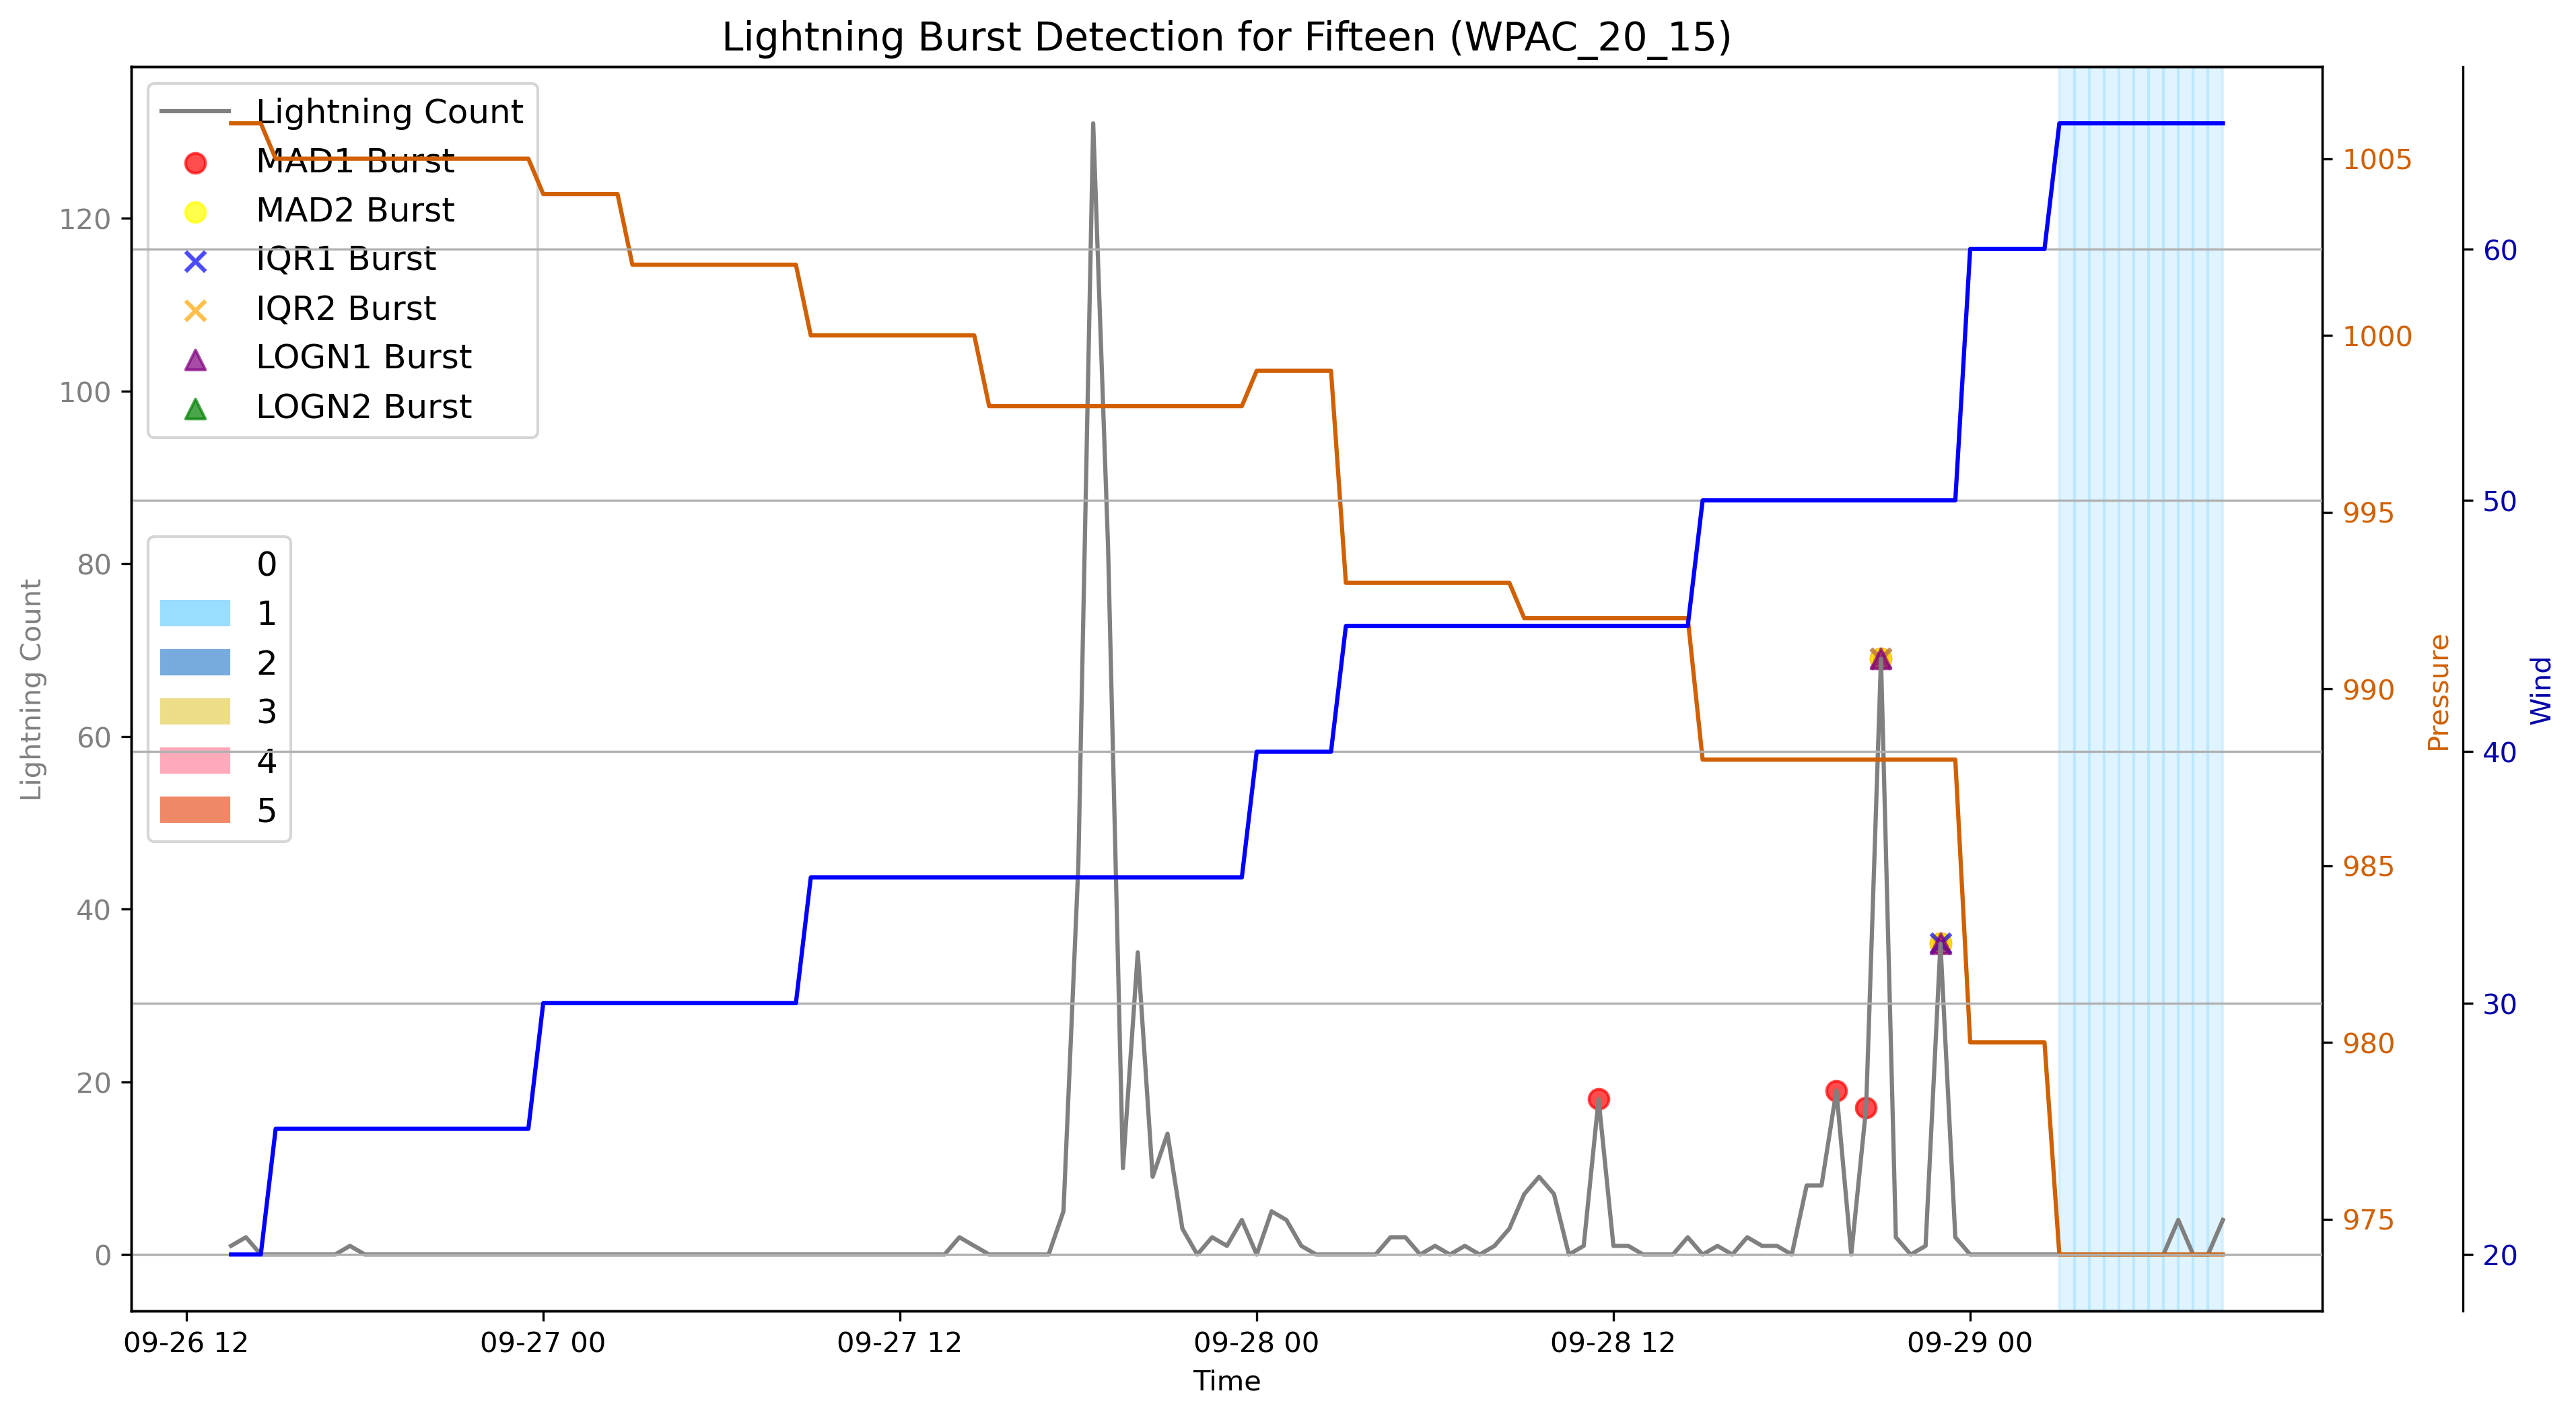 Lightning Burst Detection for Fifteen (WPAC_20_15)
Lightning Count
MAD1 Burst
MAD2 Burst
IQR1 Burst
IQR2 Burst
LOGN1 Burst
LOGN2 Burst
0
1
2
3
4
5
Lightning Count
120
100
80
60
40
20
0
1005
1000
995
990
985
980
975
Pressure
60
50
40
30
20
Wind
09-26 12
09-27 00
09-27 12
09-28 00
09-28 12
09-29 00
Time